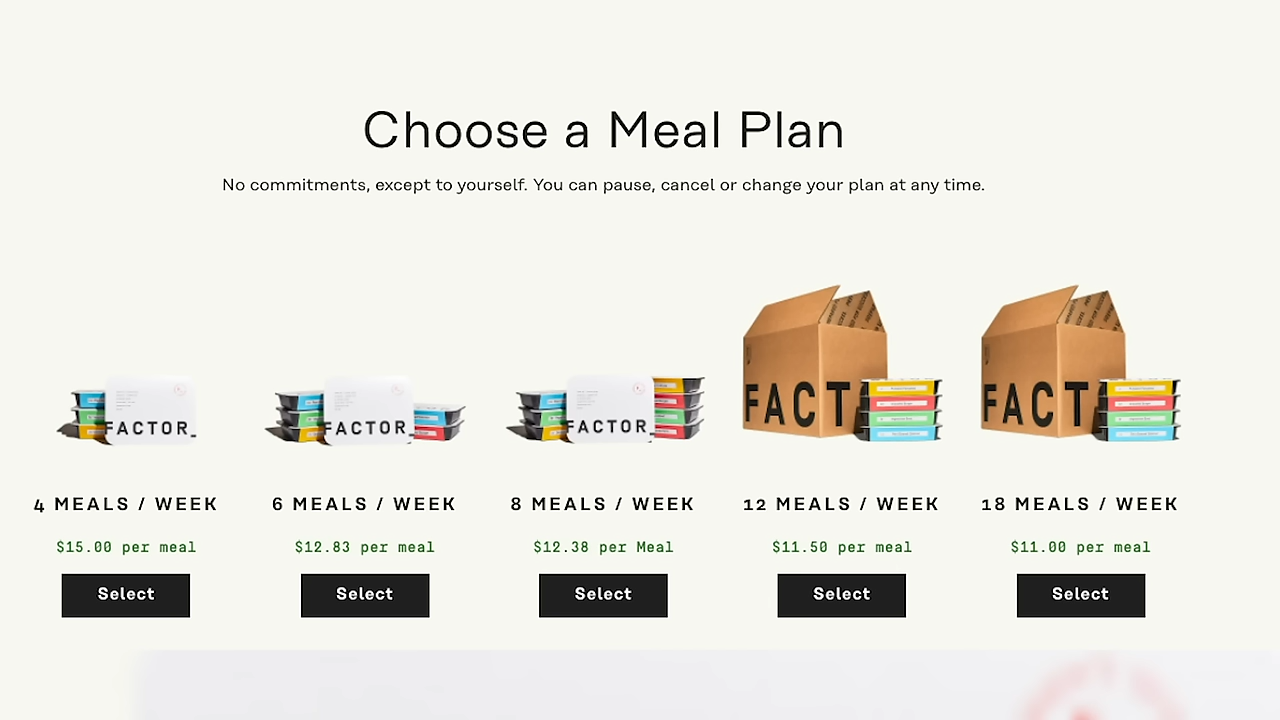 Choose a Meal Plan
No commitments, except to yourself. You can pause, cancel or change your plan at any time.
FACTOR_
FACTOR_
FACTOR_
FACT
FACT
4 MEALS / WEEK
6 MEALS / WEEK
8 MEALS / WEEK
12 MEALS / WEEK
18 MEALS / WEEK
$15.00 per meal
$12.83 per meal
$12.38 per Meal
$11.50 per meal
$11.00 per meal
Select
Select
Select
Select
Select